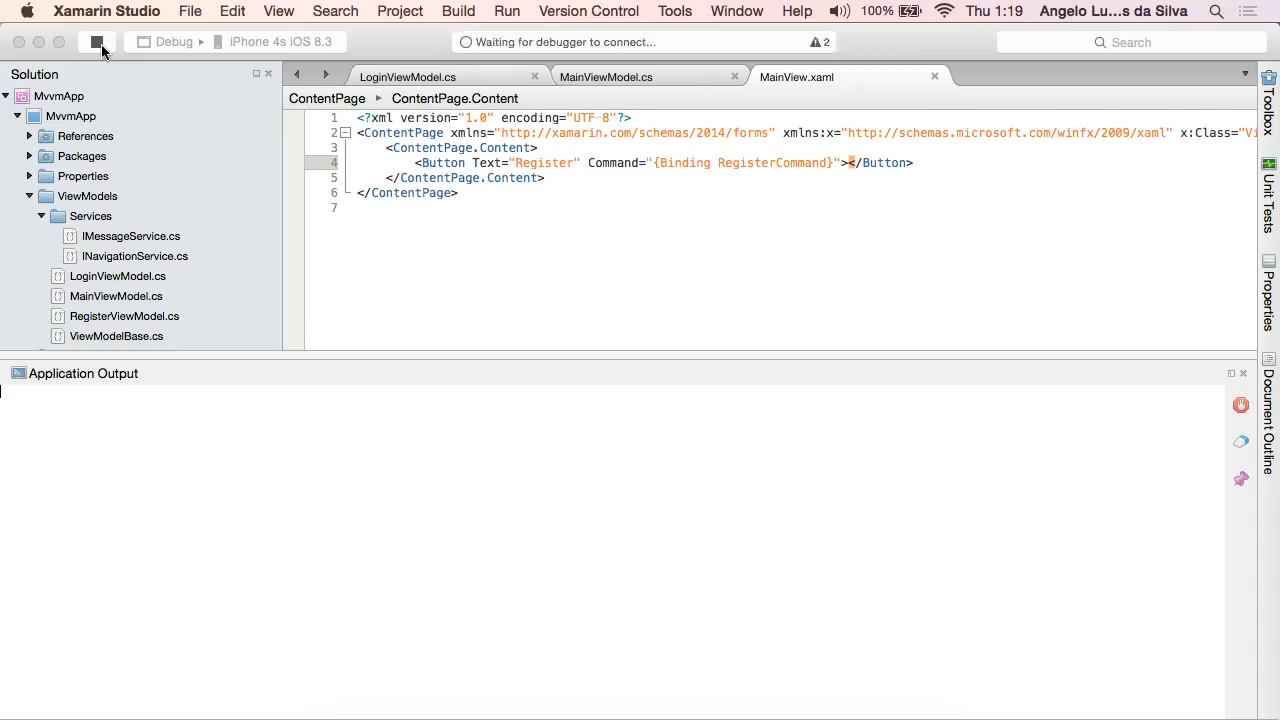 Xamarin Studio File Edit View Search Project Build Run Version Control Tools Window Help 100% Thu 1:19 Angelo Lu...s da Silva
Debug iPhone 4s iOS 8.3 Waiting for debugger to connect... 2 Search
Solution
MvvmApp
MvvmApp
References
Packages
Properties
ViewModels
Services
IMessageService.cs
INavigationService.cs
LoginViewModel.cs
MainViewModel.cs
RegisterViewModel.cs
ViewModelBase.cs
LoginViewModel.cs MainViewModel.cs MainView.xaml
ContentPage ContentPage.Content
1 <?xml version="1.0" encoding="UTF-8"?>
2 <ContentPage xmlns="http://xamarin.com/schemas/2014/forms" xmlns:x="http://schemas.microsoft.com/winfx/2009/xaml" x:Class="Vi
3 <ContentPage.Content>
4 <Button Text="Register" Command="{Binding RegisterCommand}"></Button>
5 </ContentPage.Content>
6 </ContentPage>
7
Toolbox
Unit Tests
Properties
Document Outline
Application Output